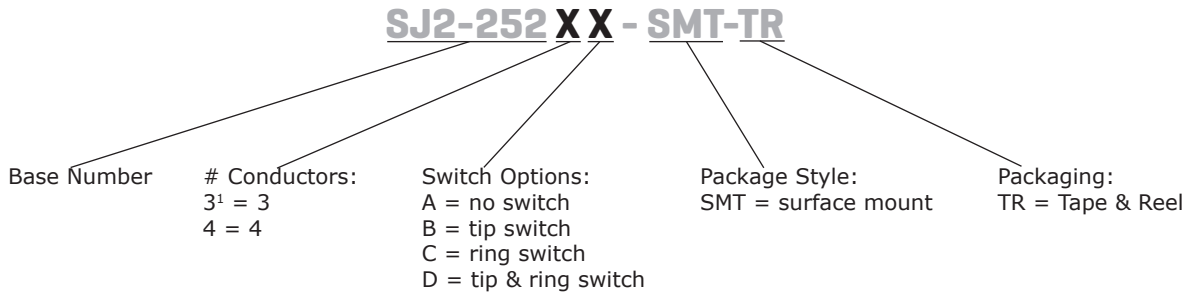 SJ2-252 X X - SMT-TR
Base Number
# Conductors:
3¹ = 3
4 = 4
Switch Options:
A = no switch
B = tip switch
C = ring switch
D = tip & ring switch
Package Style:
SMT = surface mount
Packaging:
TR = Tape & Reel